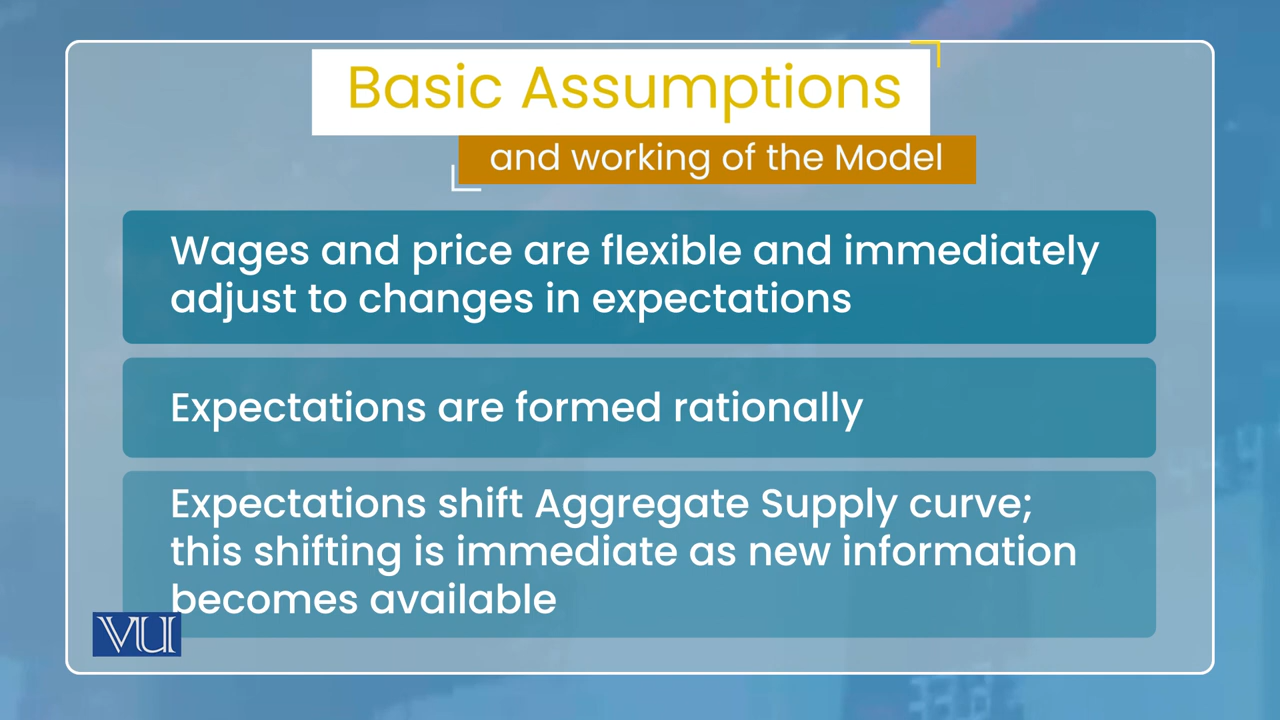 Basic Assumptions
and working of the Model
Wages and price are flexible and immediately
adjust to changes in expectations
Expectations are formed rationally
Expectations shift Aggregate Supply curve;
this shifting is immediate as new information
becomes available
VU